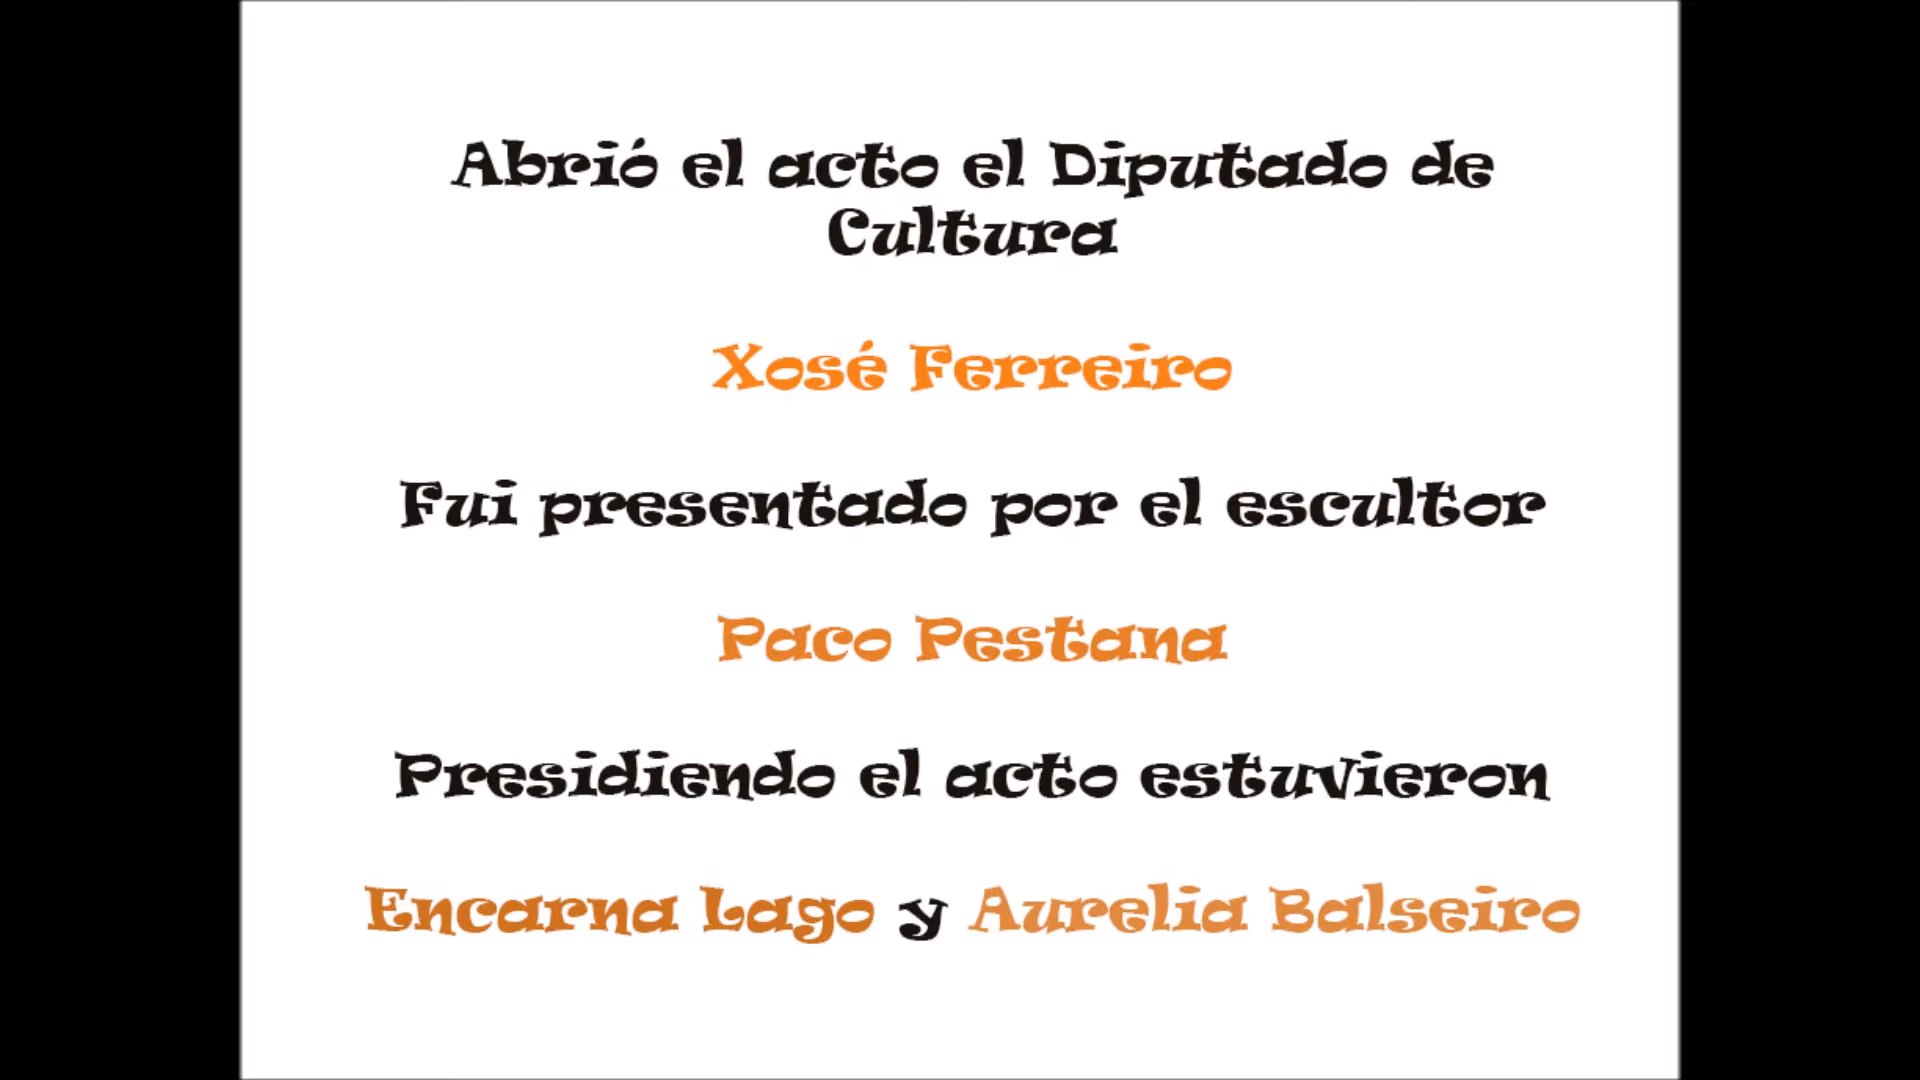 Abrió el acto el Diputado de
Cultura
Xosé Ferreiro
Fui presentado por el escultor
Paco Pestana
Presidiendo el acto estuvieron
Encarna Lago y Aurelia Balseiro